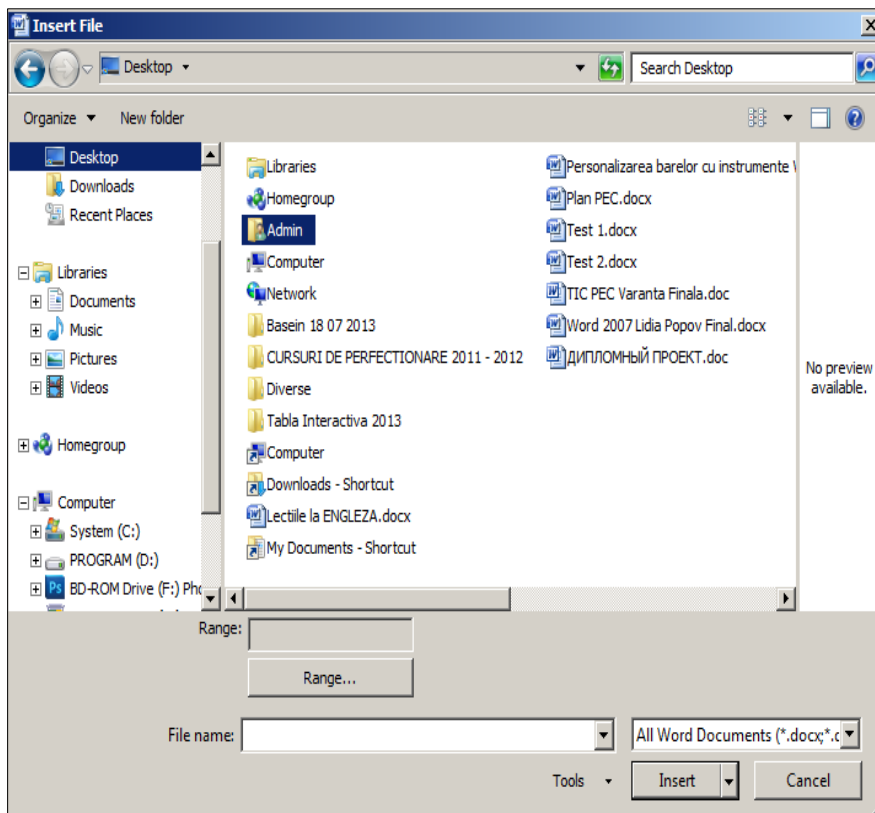 Insert File
Desktop
Search Desktop
Organize
New folder
Desktop
Downloads
Recent Places
Libraries
Documents
Music
Pictures
Videos
Homegroup
Computer
System (C:)
PROGRAM (D:)
BD-ROM Drive (F:) Pho
Libraries
Homegroup
Admin
Computer
Network
Basein 18 07 2013
CURSURI DE PERFECTIONARE 2011 - 2012
Diverse
Tabla Interactiva 2013
Computer
Downloads - Shortcut
Lectiile la ENGLEZA.docx
My Documents - Shortcut
Personalizarea barelor cu instrumente
Plan PEC.docx
Test 1.docx
Test 2.docx
TIC PEC Varanta Finala.doc
Word 2007 Lidia Popov Final.docx
ДИПЛОМНЫЙ ПРОЕКТ.doc
No preview
available.
Range:
Range...
File name:
All Word Documents (*.docx;*.d
Tools
Insert
Cancel